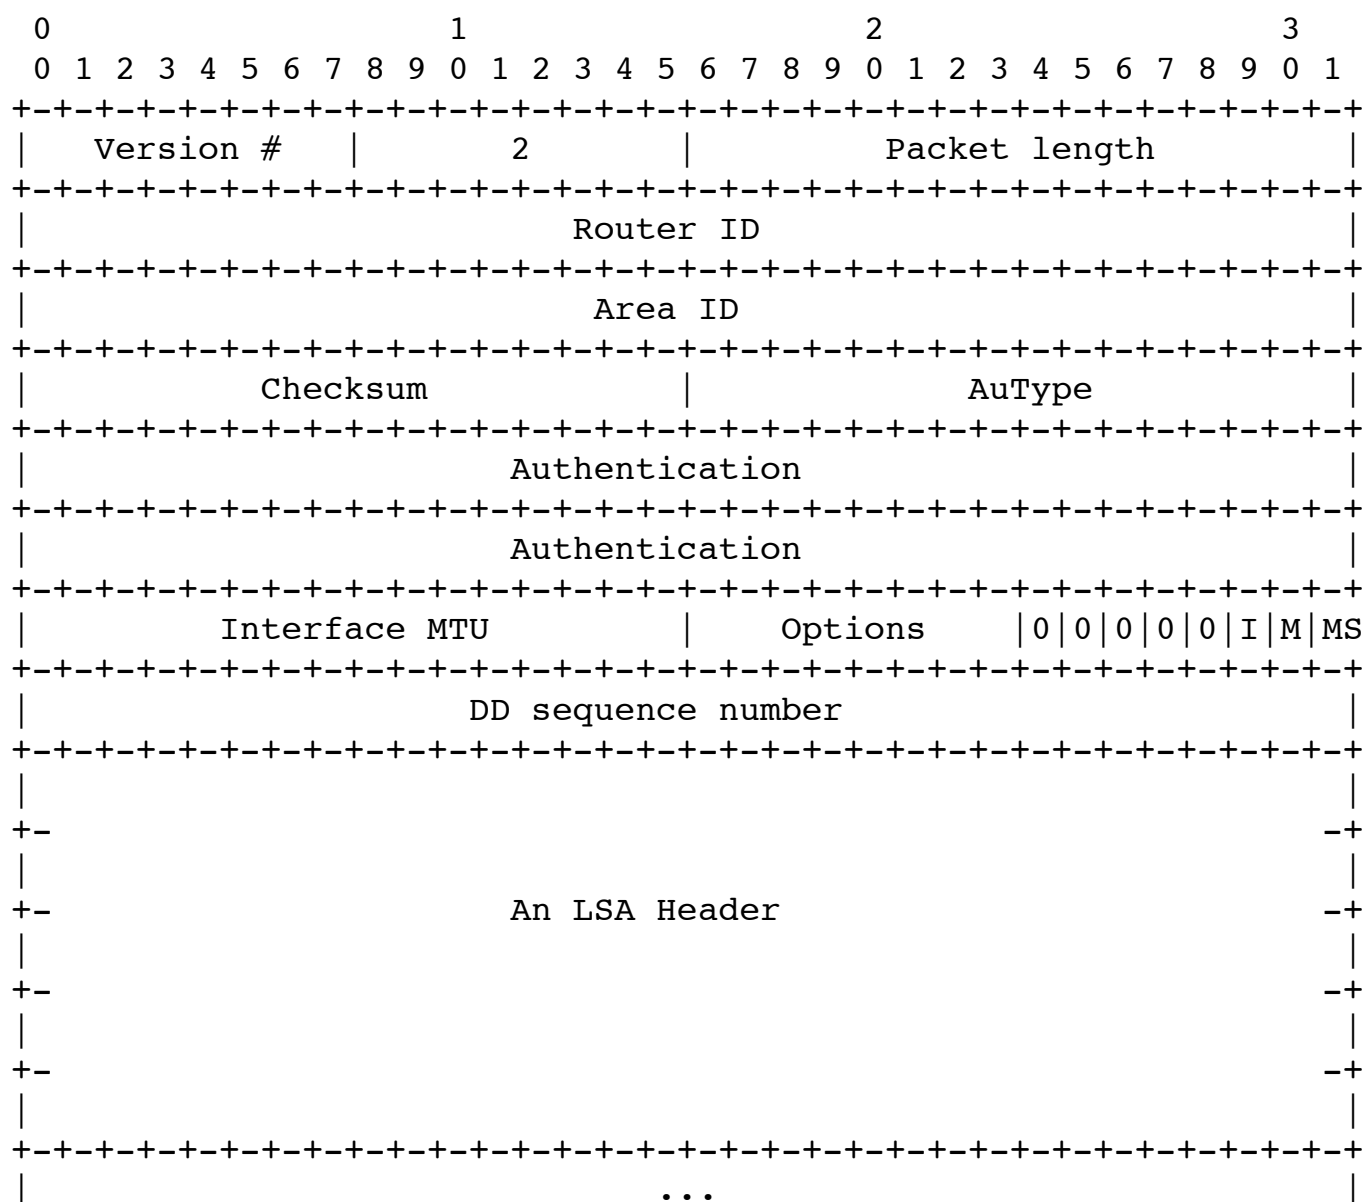 0                   1                   2                   3
 0 1 2 3 4 5 6 7 8 9 0 1 2 3 4 5 6 7 8 9 0 1 2 3 4 5 6 7 8 9 0 1
+-+-+-+-+-+-+-+-+-+-+-+-+-+-+-+-+-+-+-+-+-+-+-+-+-+-+-+-+-+-+-+-+
|   Version #   |       2       |         Packet length         |
+-+-+-+-+-+-+-+-+-+-+-+-+-+-+-+-+-+-+-+-+-+-+-+-+-+-+-+-+-+-+-+-+
|                          Router ID                            |
+-+-+-+-+-+-+-+-+-+-+-+-+-+-+-+-+-+-+-+-+-+-+-+-+-+-+-+-+-+-+-+-+
|                           Area ID                             |
+-+-+-+-+-+-+-+-+-+-+-+-+-+-+-+-+-+-+-+-+-+-+-+-+-+-+-+-+-+-+-+-+
|           Checksum            |             AuType            |
+-+-+-+-+-+-+-+-+-+-+-+-+-+-+-+-+-+-+-+-+-+-+-+-+-+-+-+-+-+-+-+-+
|                       Authentication                          |
+-+-+-+-+-+-+-+-+-+-+-+-+-+-+-+-+-+-+-+-+-+-+-+-+-+-+-+-+-+-+-+-+
|                       Authentication                          |
+-+-+-+-+-+-+-+-+-+-+-+-+-+-+-+-+-+-+-+-+-+-+-+-+-+-+-+-+-+-+-+-+
|         Interface MTU         |    Options    |0|0|0|0|0|I|M|MS
+-+-+-+-+-+-+-+-+-+-+-+-+-+-+-+-+-+-+-+-+-+-+-+-+-+-+-+-+-+-+-+-+
|                     DD sequence number                        |
+-+-+-+-+-+-+-+-+-+-+-+-+-+-+-+-+-+-+-+-+-+-+-+-+-+-+-+-+-+-+-+-+
|                                                               |
+-                                                             -+
|                                                               |
+-                      An LSA Header                          -+
|                                                               |
+-                                                             -+
|                                                               |
+-                                                             -+
|                                                               |
+-+-+-+-+-+-+-+-+-+-+-+-+-+-+-+-+-+-+-+-+-+-+-+-+-+-+-+-+-+-+-+-+
|                              ...                              |